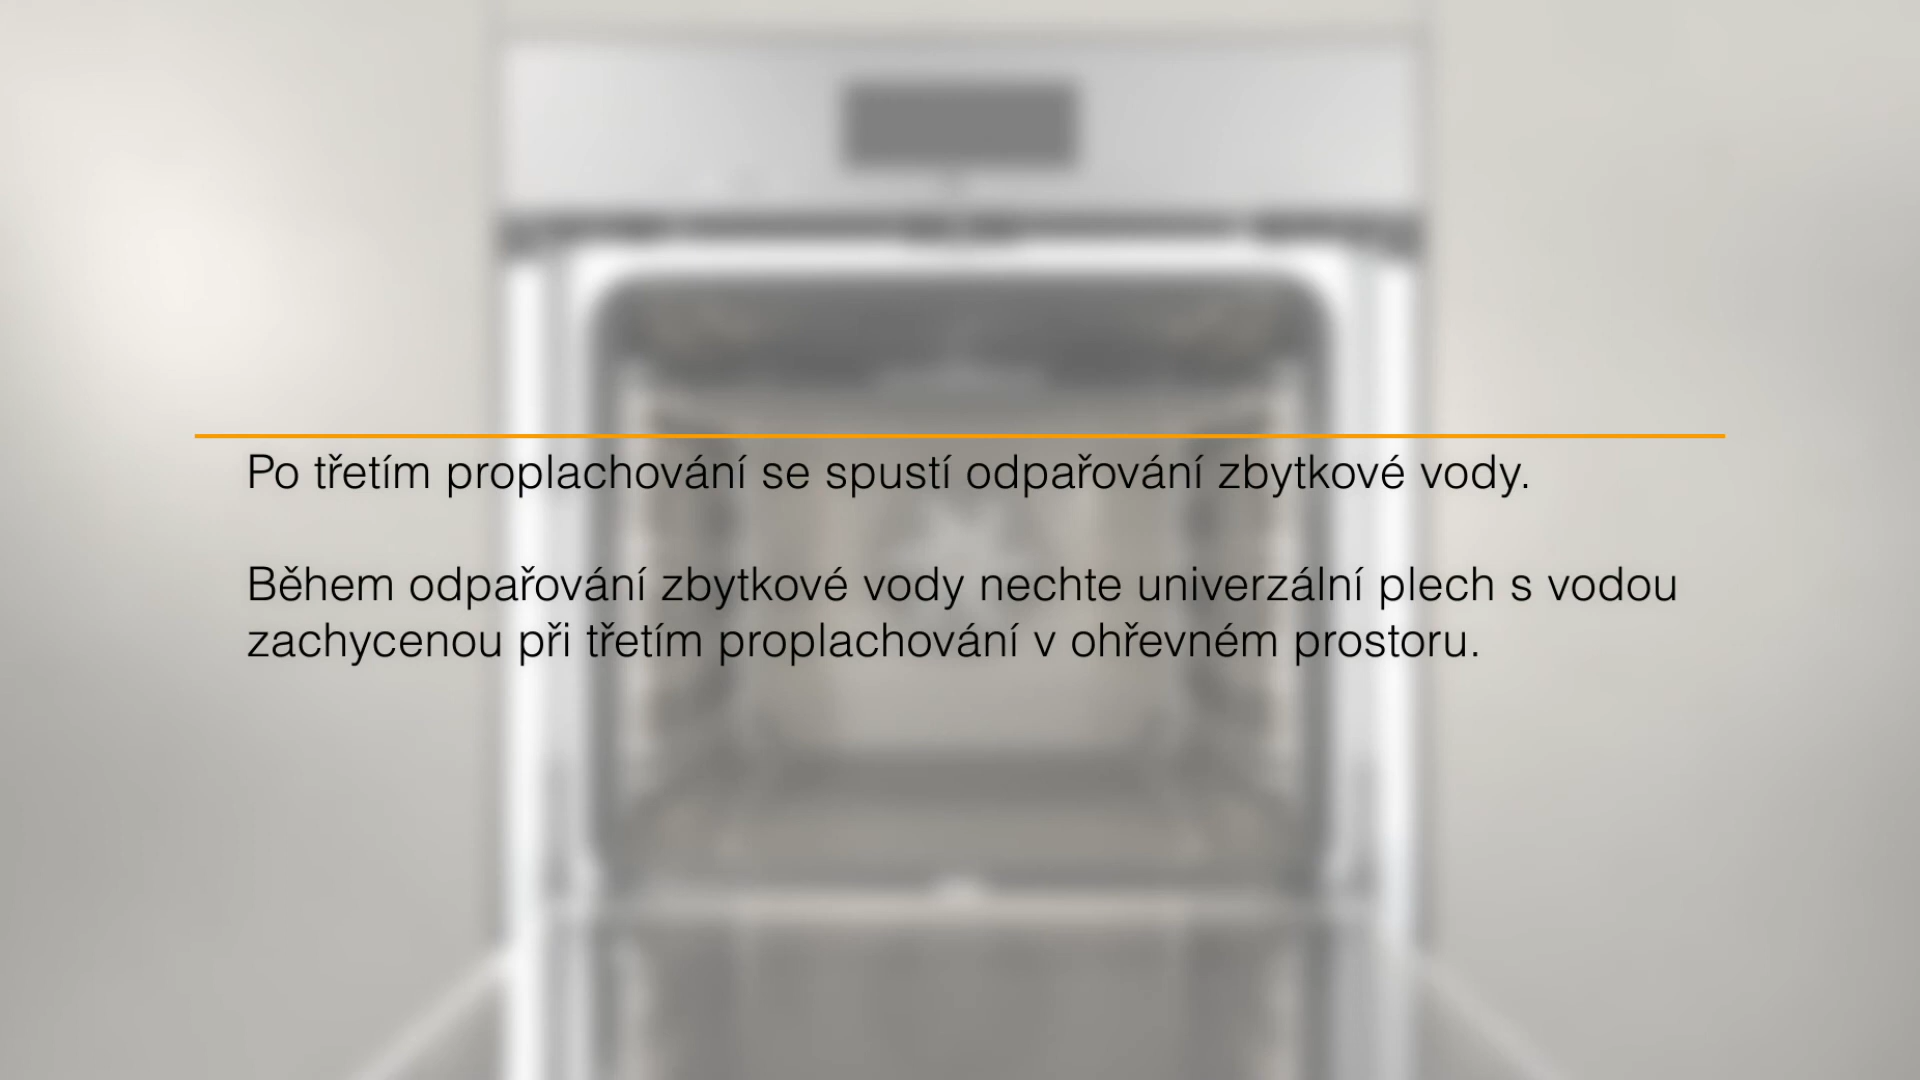 Po třetím proplachování se spustí odpařování zbytkové vody.
Během odpařování zbytkové vody nechte univerzální plech s vodou
zachycenou při třetím proplachování v ohřevném prostoru.